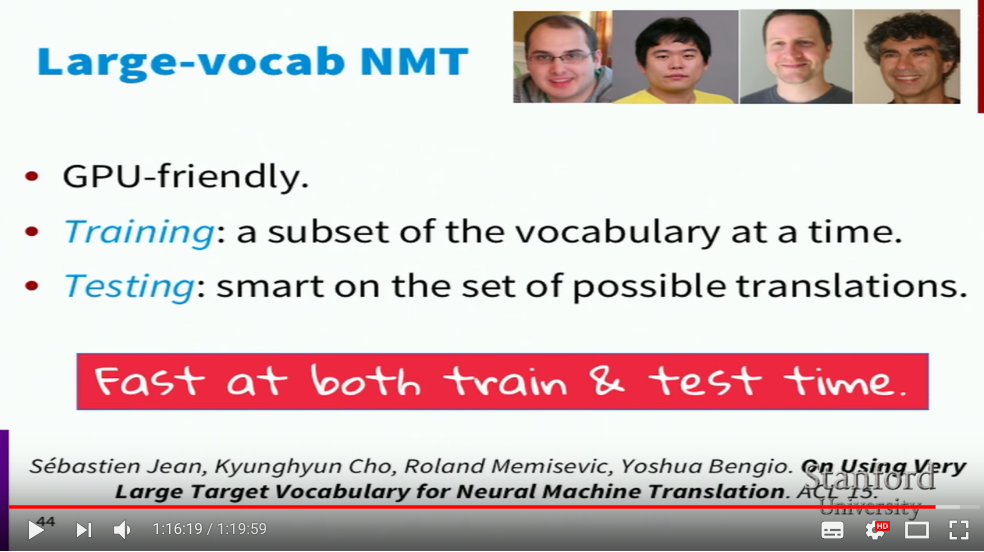 Large-vocab NMT
• GPU-friendly.
• Training: a subset of the vocabulary at a time.
• Testing: smart on the set of possible translations.
Fast at both train & test time.
Sébastien Jean, Kyunghyun Cho, Roland Memisevic, Yoshua Bengio. On Using Very
Large Target Vocabulary for Neural Machine Translation. ACL'15.
Stanford
University
44
1:16:19 / 1:19:59
HD